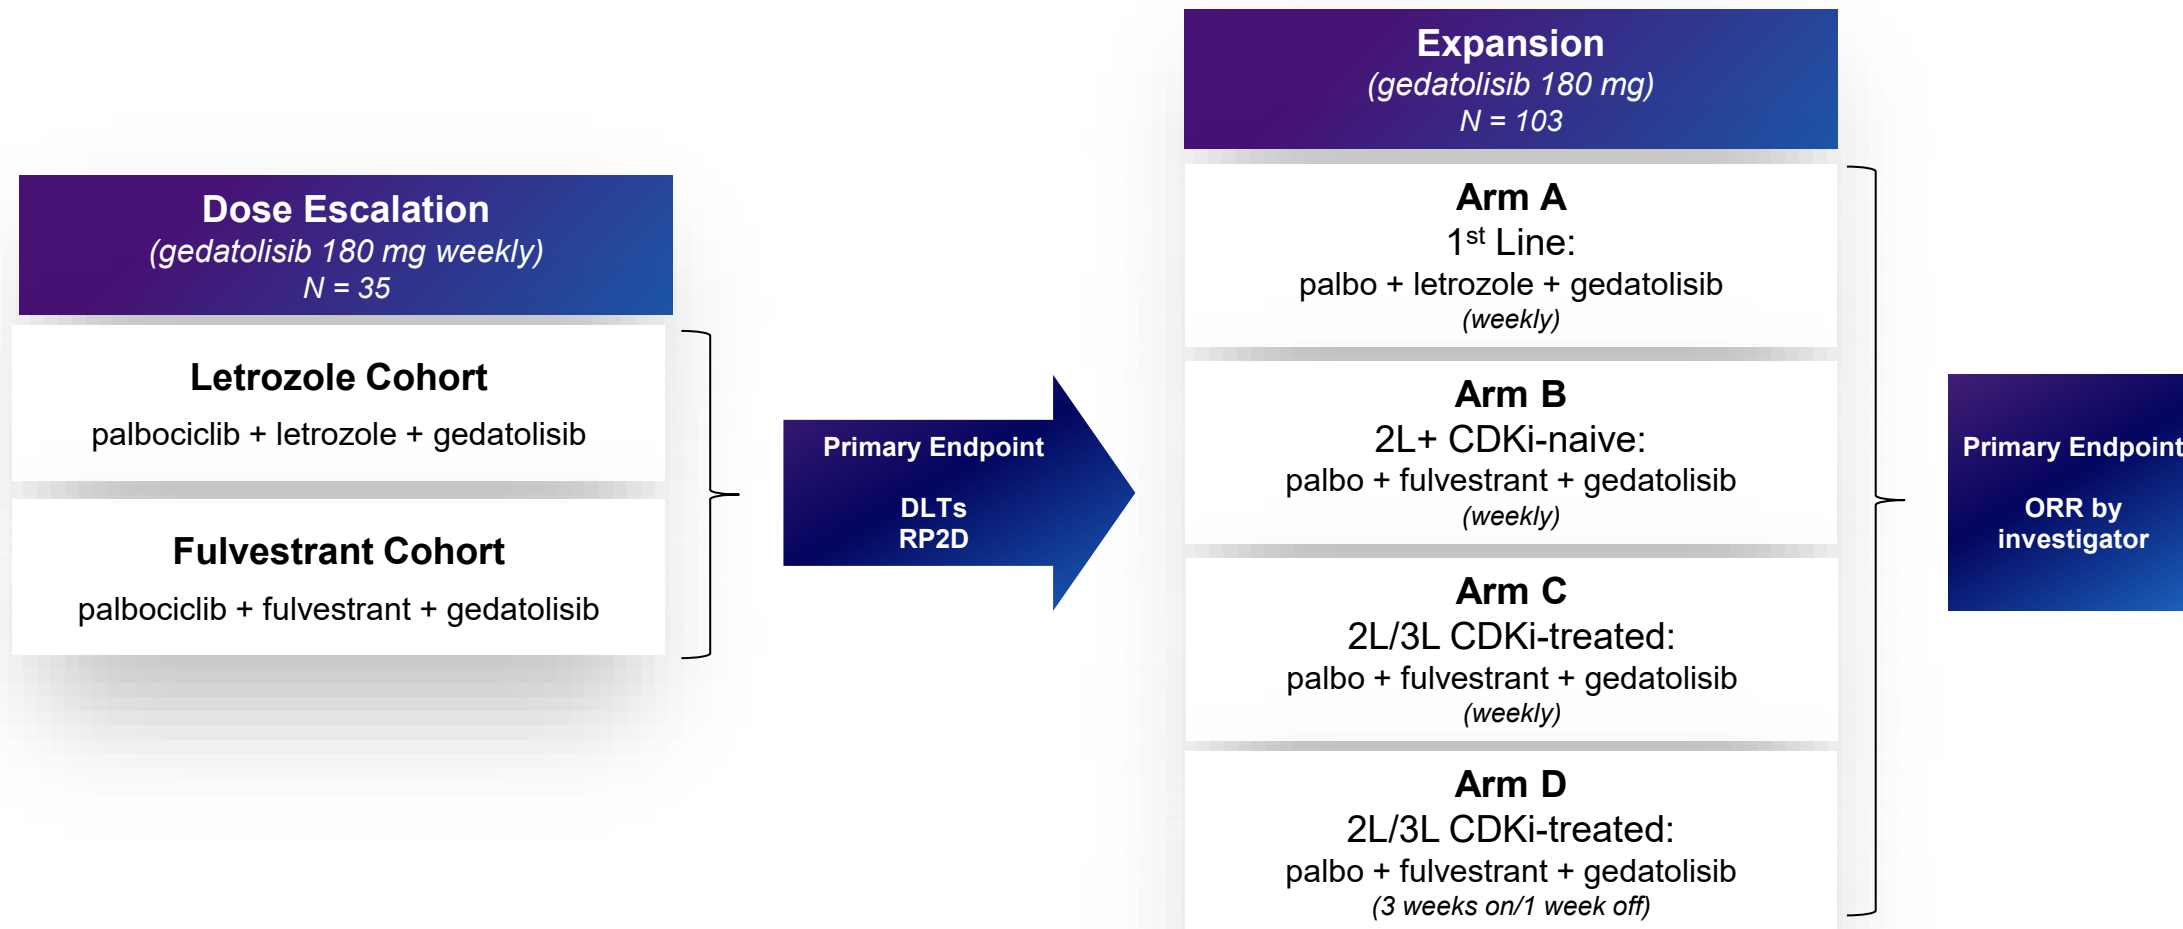 Dose Escalation
(gedatolisib 180 mg weekly)
N = 35
Letrozole Cohort
palbociclib + letrozole + gedatolisib
Fulvestrant Cohort
palbociclib + fulvestrant + gedatolisib
Primary Endpoint
DLTs
RP2D
Expansion
(gedatolisib 180 mg)
N = 103
Arm A
1st Line:
palbo + letrozole + gedatolisib
(weekly)
Arm B
2L+ CDKi-naive:
palbo + fulvestrant + gedatolisib
(weekly)
Arm C
2L/3L CDKi-treated:
palbo + fulvestrant + gedatolisib
(weekly)
Arm D
2L/3L CDKi-treated:
palbo + fulvestrant + gedatolisib
(3 weeks on/1 week off)
Primary Endpoint
ORR by
investigator